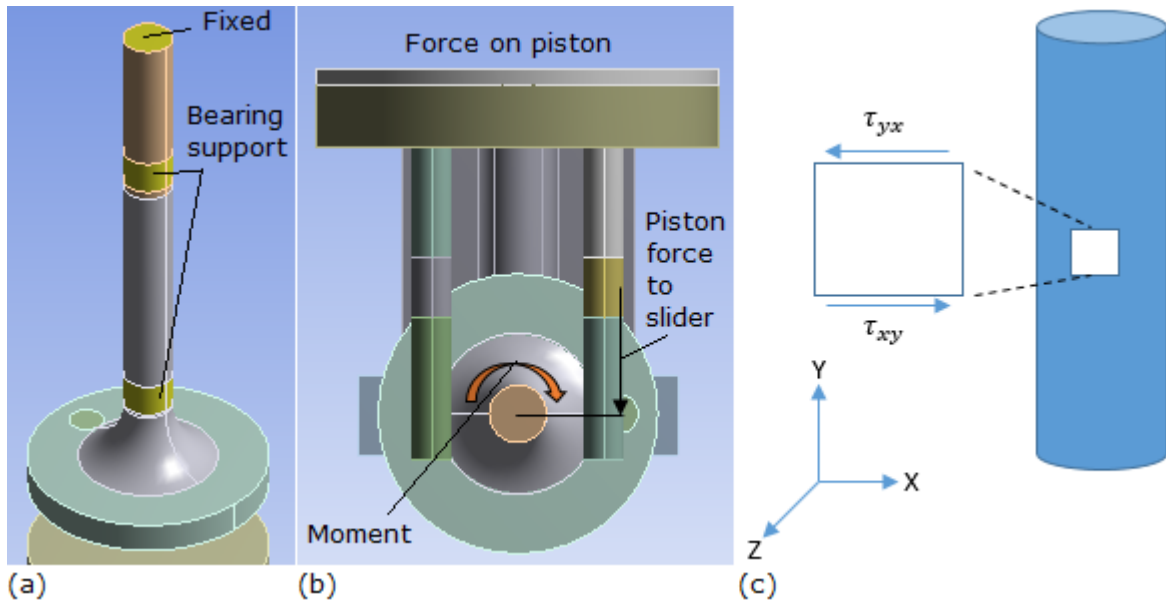 Fixed
Bearing
support
(a)
Force on piston
Piston
force
to
slider
Moment
(b)
τyx
τxy
Y
X
Z
(c)